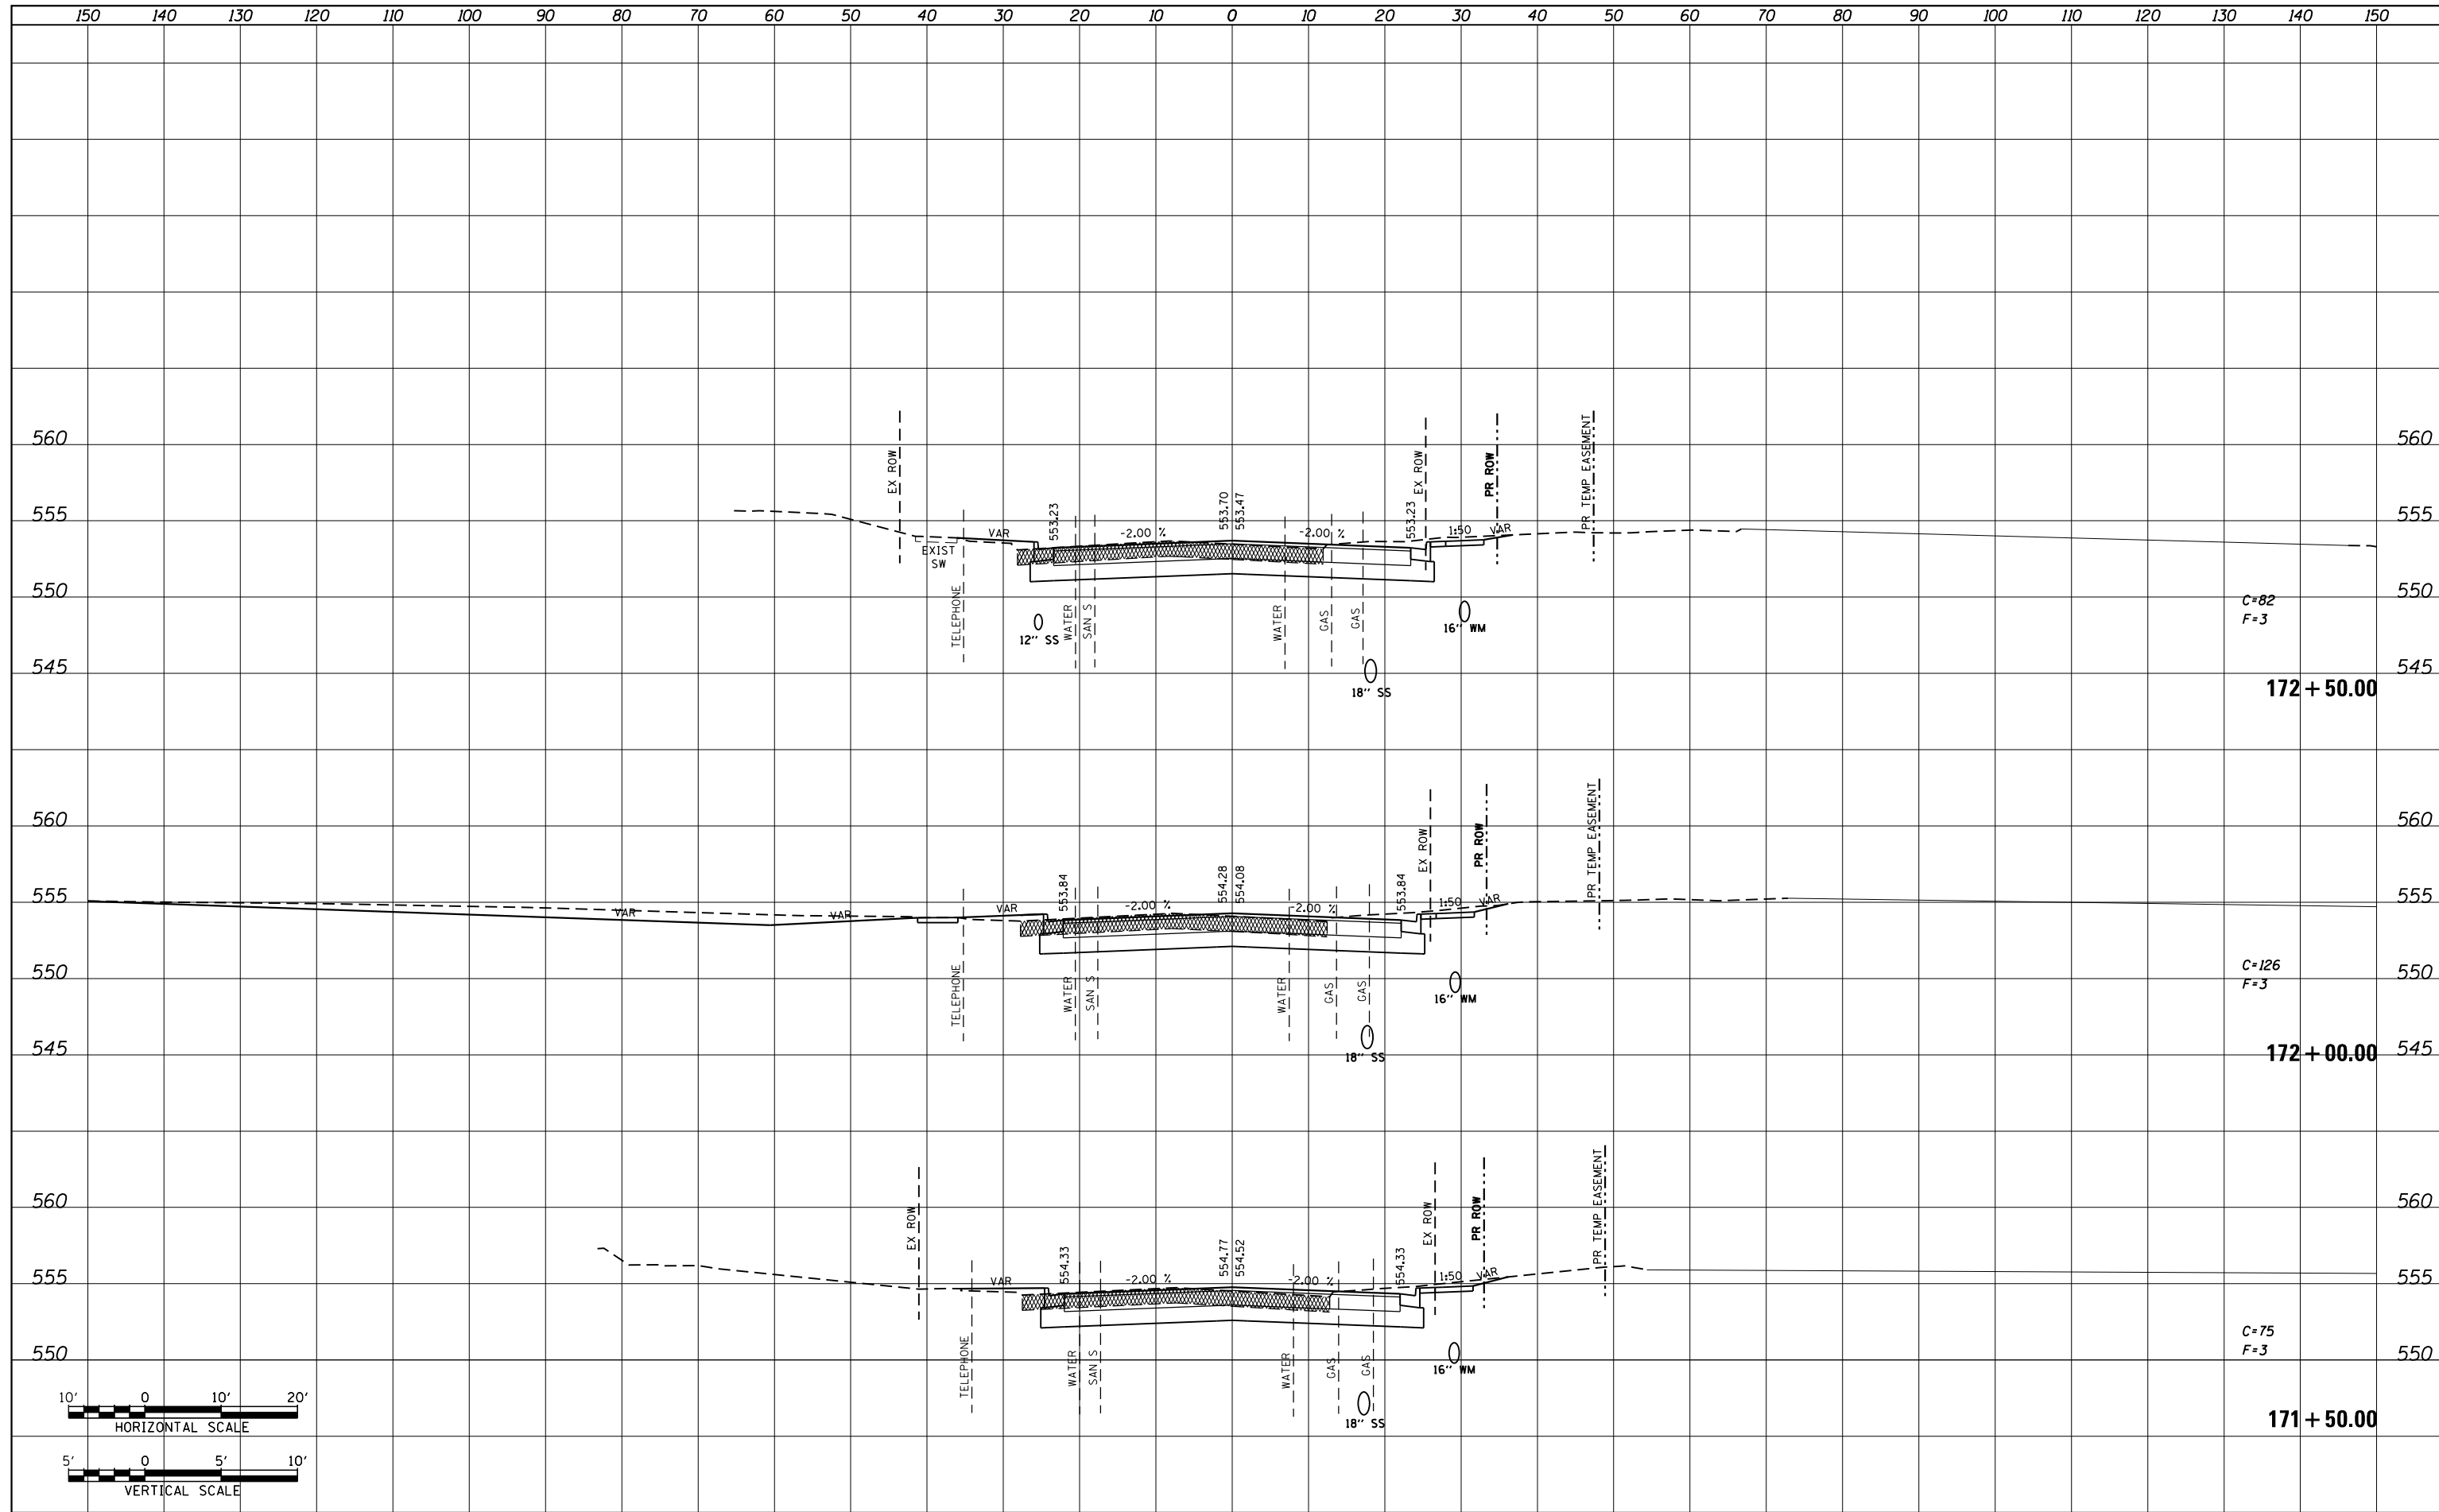 150 140 130 120 110 100 90 80 70 60 50 40 30 20 10 0 10 20 30 40 50 60 70 80 90 100 110 120 130 140 150
560 560
EX ROW
EX ROW
PR ROW
PR TEMP EASEMENT
555 555
553.23
553.70
553.47
553.23
VAR
-2.00 %
-2.00 %
1:50
VAR
EXIST
SW
550 550
TELEPHONE
WATER
SAN S
WATER
GAS
GAS
12" SS
16" WM
C=82
F=3
545 545
18" SS
172+50.00
560 560
EX ROW
PR ROW
PR TEMP EASEMENT
555 555
553.84
554.28
554.08
553.84
VAR
VAR
VAR
-2.00 %
-2.00 %
1:50
VAR
550 550
TELEPHONE
WATER
SAN S
WATER
GAS
GAS
16" WM
C=126
F=3
545 545
18" SS
172+00.00
560 560
EX ROW
EX ROW
PR ROW
PR TEMP EASEMENT
555 555
554.33
554.77
554.52
554.33
VAR
-2.00 %
-2.00 %
1:50
VAR
550 550
TELEPHONE
WATER
SAN S
WATER
GAS
GAS
16" WM
C=75
F=3
18" SS
171+50.00
10' 0 10' 20'
HORIZONTAL SCALE
5' 0 5' 10'
VERTICAL SCALE